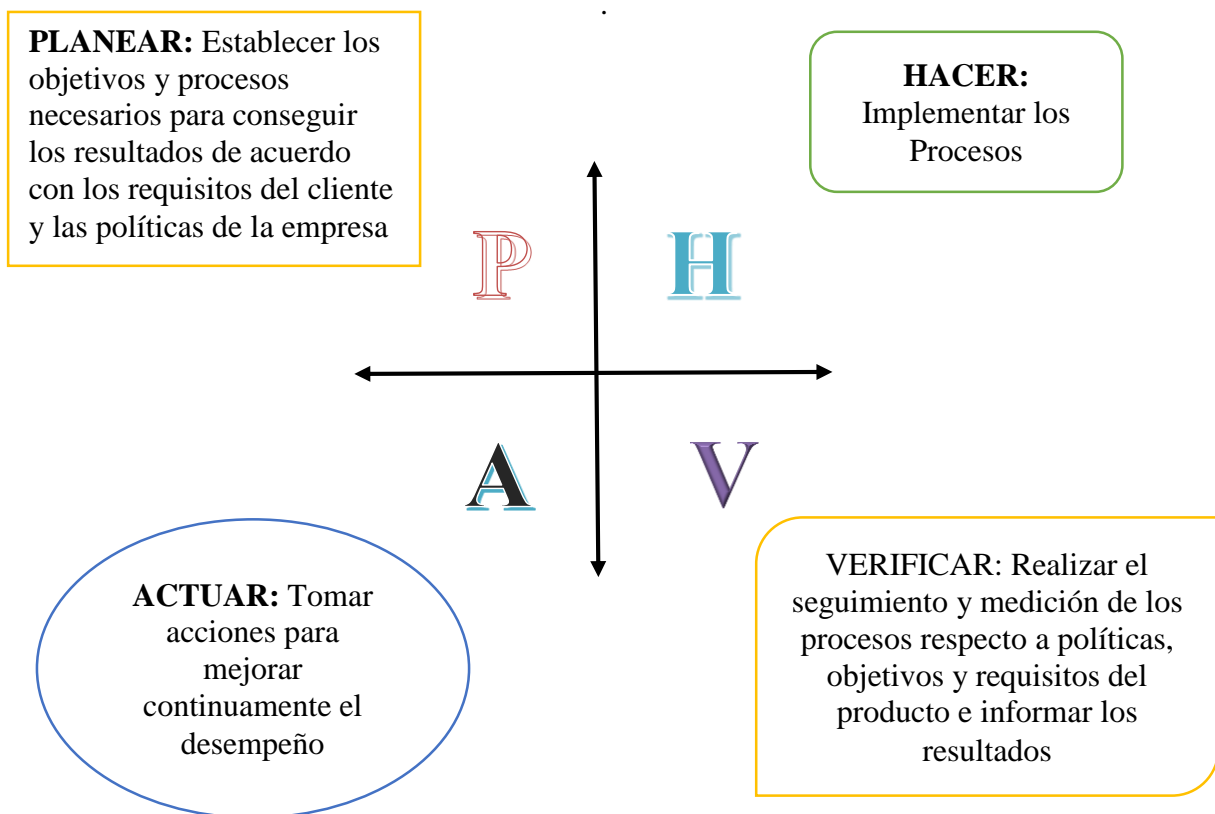 .
PLANEAR: Establecer los
objetivos y procesos
necesarios para conseguir
los resultados de acuerdo
con los requisitos del cliente
y las políticas de la empresa
HACER:
Implementar los
Procesos
P
H
A
V
ACTUAR: Tomar
acciones para
mejorar
continuamente el
desempeño
VERIFICAR: Realizar el
seguimiento y medición de los
procesos respecto a políticas,
objetivos y requisitos del
producto e informar los
resultados